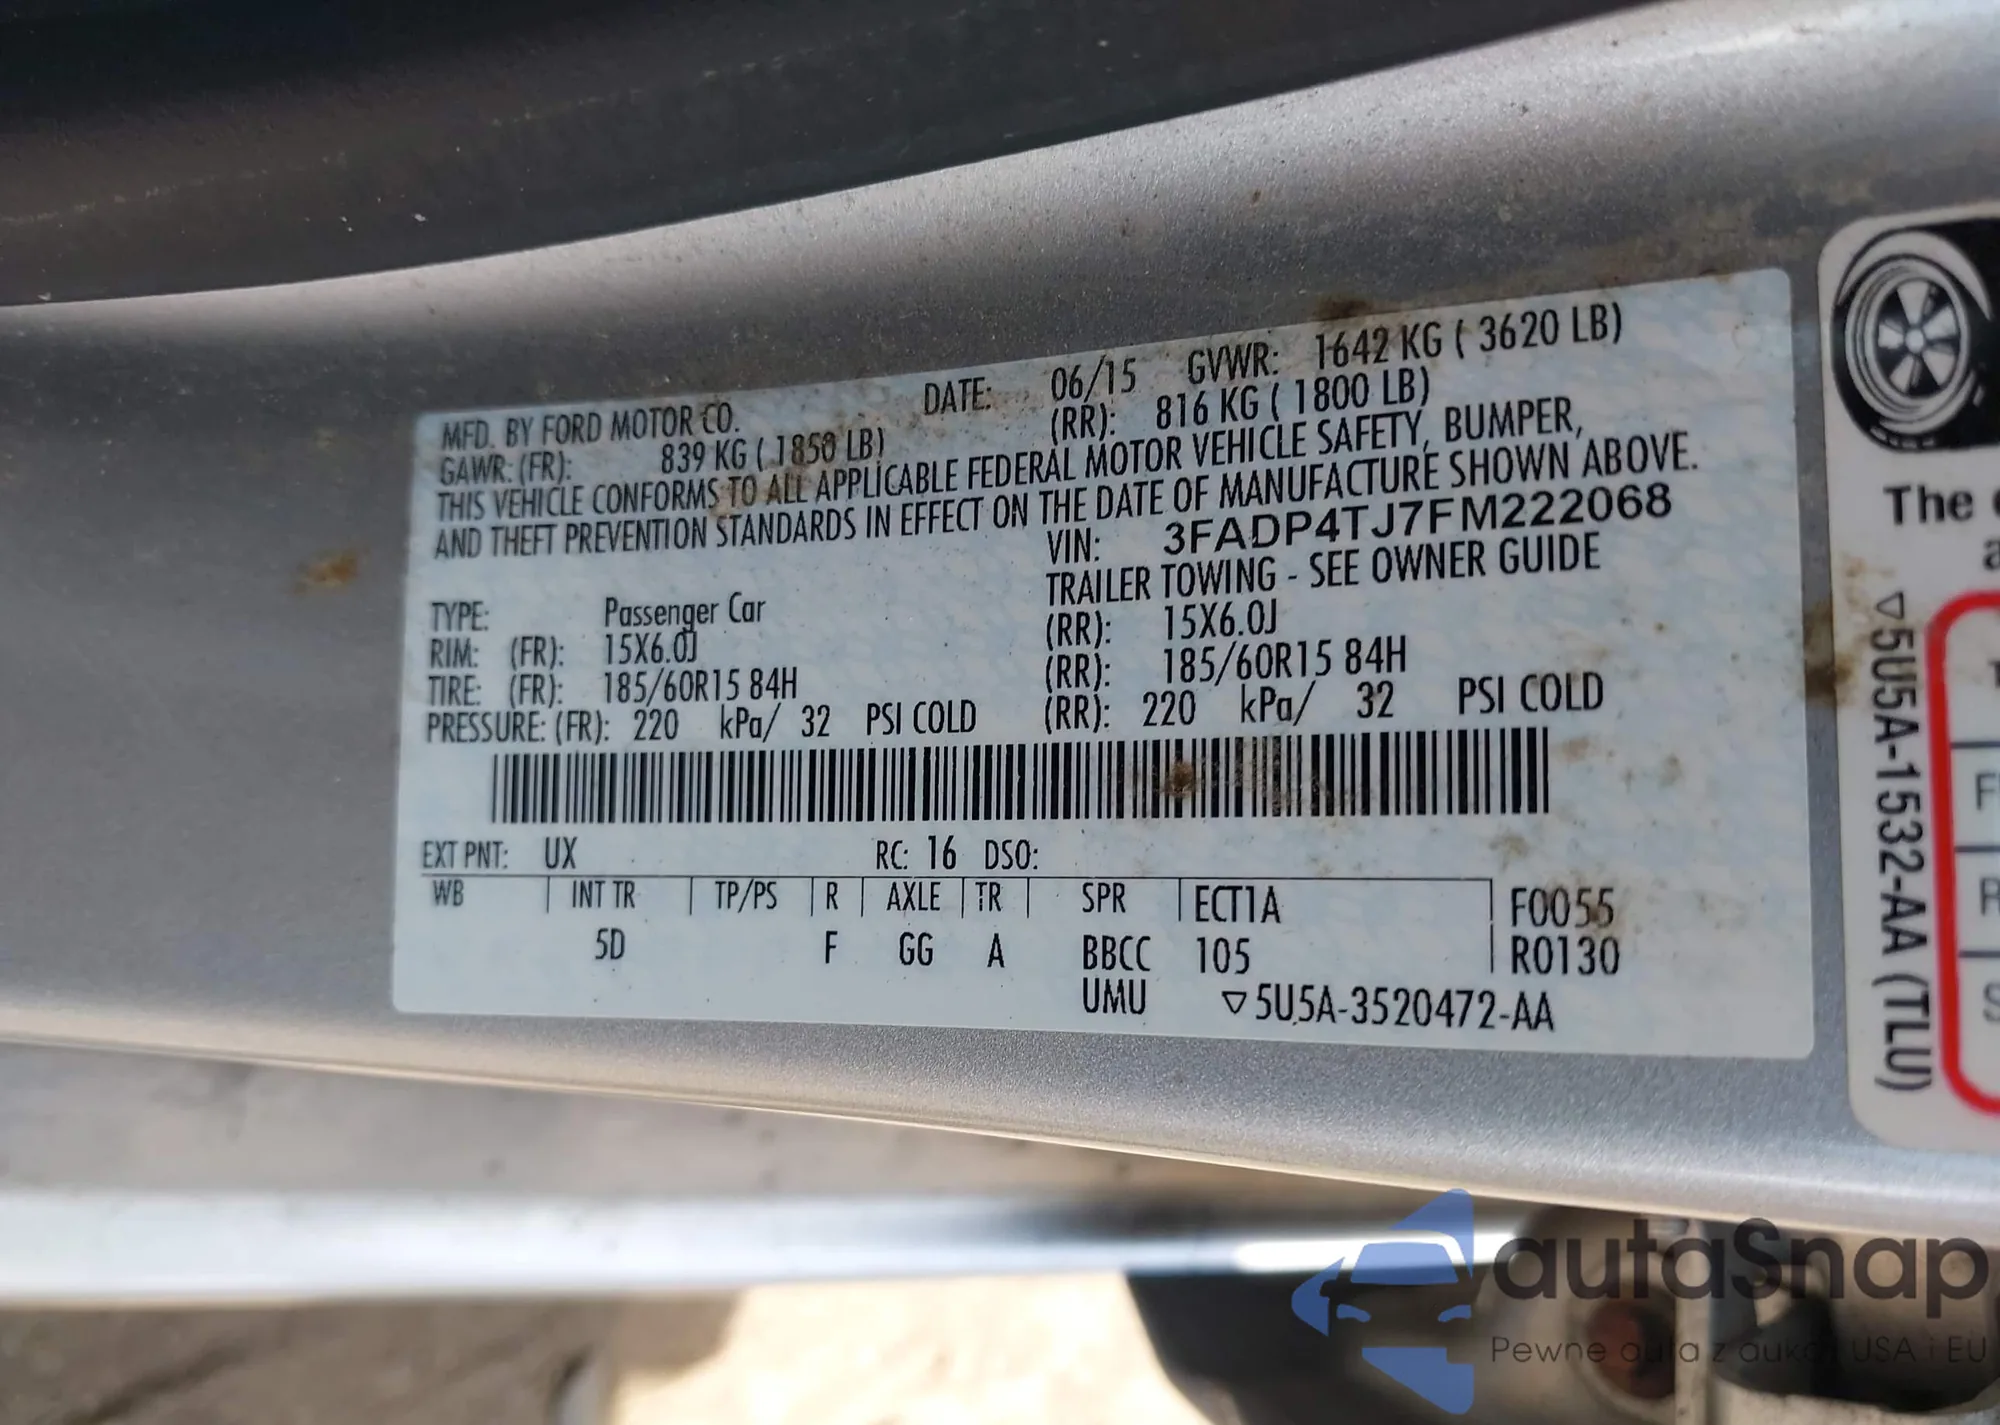 MFD. BY FORD MOTOR CO. DATE: 06/15 GVWR: 1642 KG ( 3620 LB)
GAWR: (FR): 839 KG ( 1850 LB) (RR): 816 KG ( 1800 LB)
THIS VEHICLE CONFORMS TO ALL APPLICABLE FEDERAL MOTOR VEHICLE SAFETY, BUMPER,
AND THEFT PREVENTION STANDARDS IN EFFECT ON THE DATE OF MANUFACTURE SHOWN ABOVE.
VIN: 3FADP4TJ7FM222068
TRAILER TOWING - SEE OWNER GUIDE
TYPE: Passenger Car
RIM: (FR): 15X6.0J (RR): 15X6.0J
TIRE: (FR): 185/60R15 84H (RR): 185/60R15 84H
PRESSURE: (FR): 220 kPa/ 32 PSI COLD (RR): 220 kPa/ 32 PSI COLD
EXT PNT: UX RC: 16 DSO:
WB INT TR TP/PS R AXLE TR SPR ECT1A F0055
5D F GG A BBCC 105 R0130
UMU ▽5U5A-3520472-AA
The
▽5U5A-1532-AA (TLU)
autaSnap
Pewne auta z aukcji USA i EU